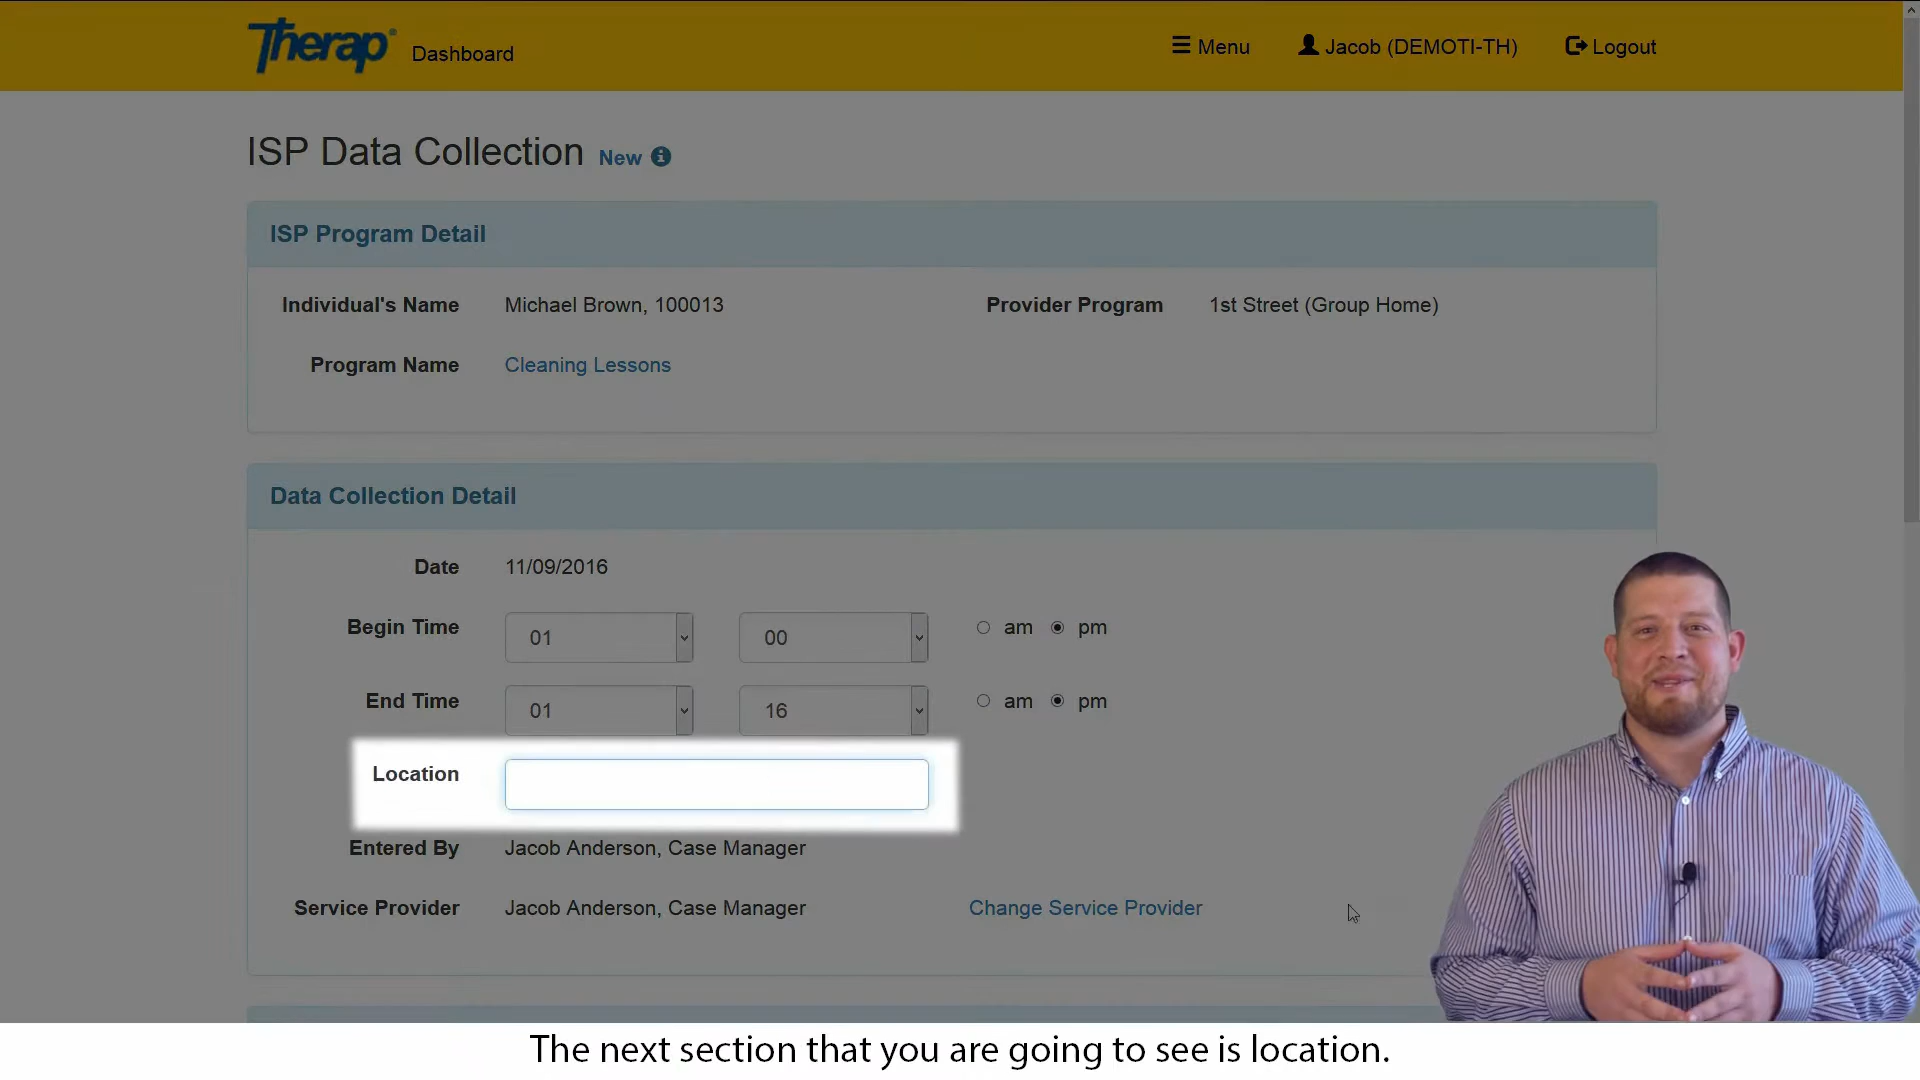 Therap Dashboard Menu Jacob (DEMOTI-TH) Logout
ISP Data Collection New
ISP Program Detail
Individual's Name Michael Brown, 100013 Provider Program 1st Street (Group Home)
Program Name Cleaning Lessons
Data Collection Detail
Date 11/09/2016
Begin Time 01 00 am pm
End Time 01 16 am pm
Location
Entered By Jacob Anderson, Case Manager
Service Provider Jacob Anderson, Case Manager Change Service Provider
The next section that you are going to see is location.